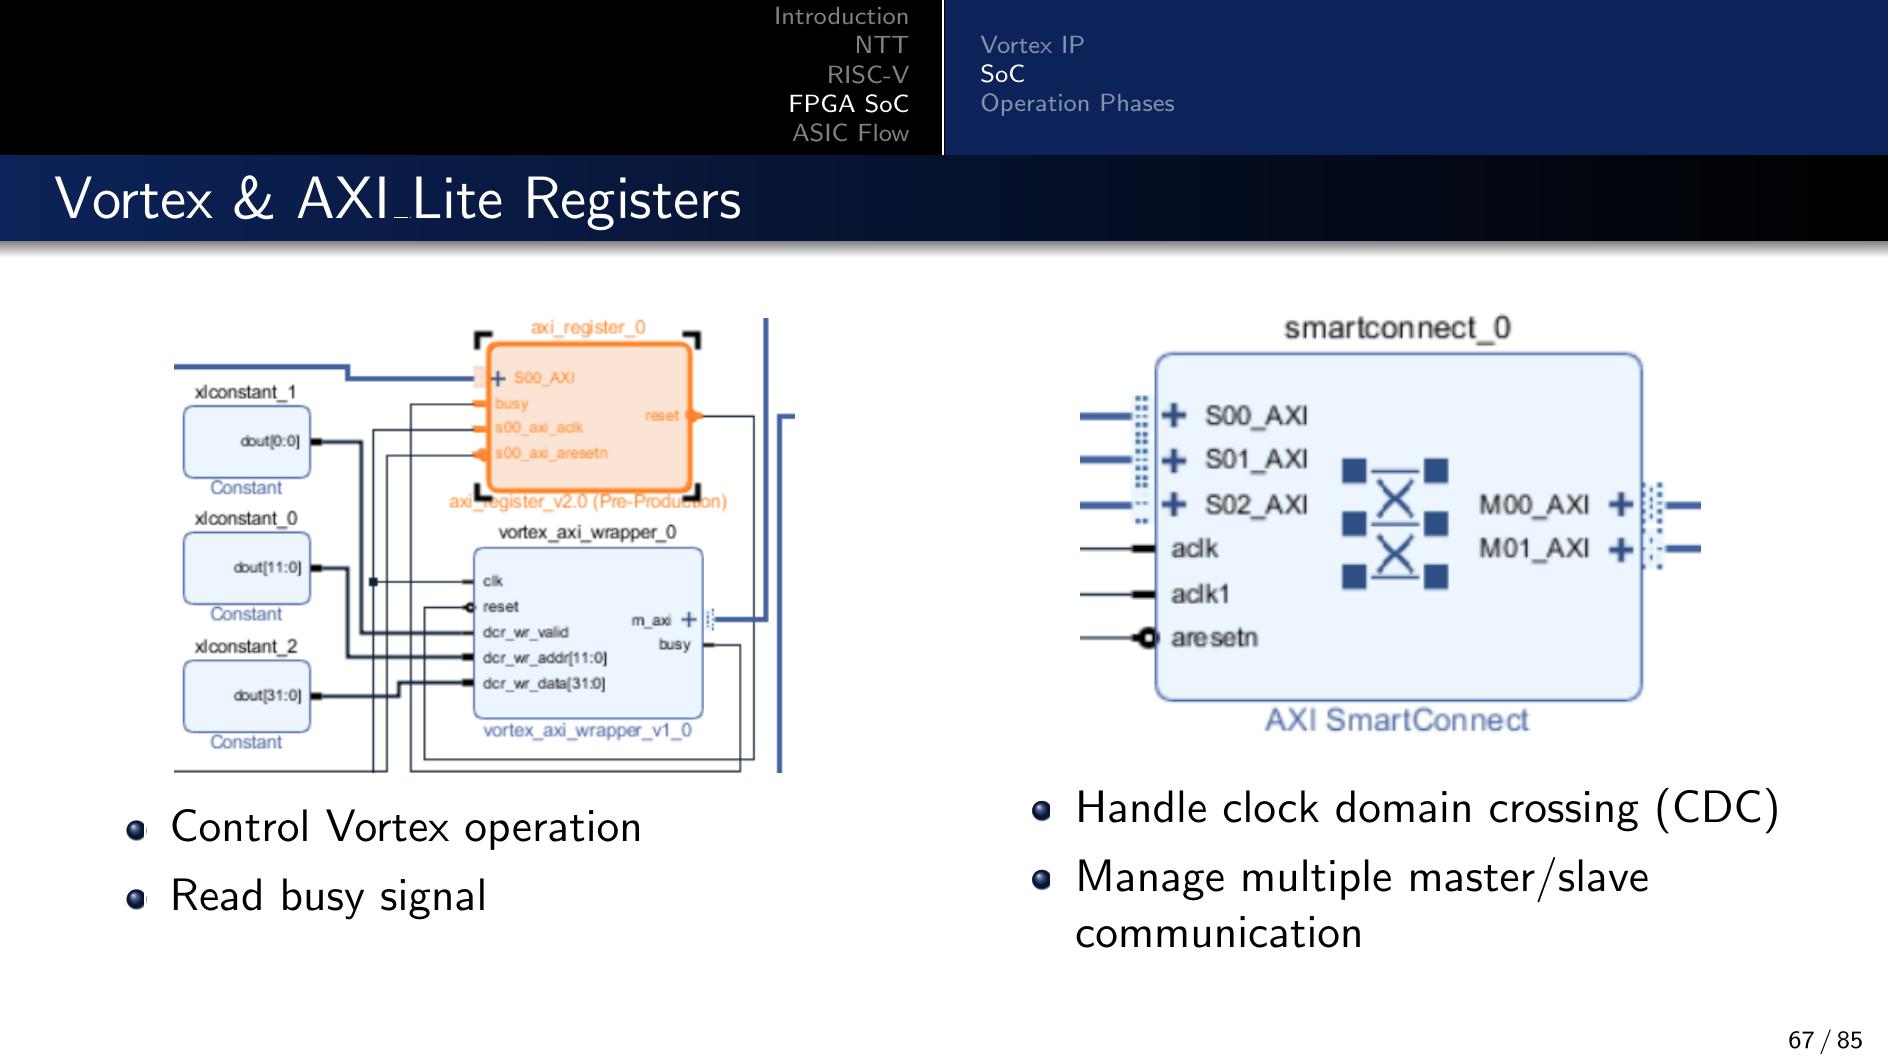 Introduction
NTT
RISC-V
FPGA SoC
ASIC Flow
Vortex IP
SoC
Operation Phases
Vortex & AXI_Lite Registers
axi_register_0
S00_AXI
busy
s00_axi_aclk
s00_axi_aresetn
reset
axi_register_v2.0 (Pre-Production)
xlconstant_1
dout[0:0]
Constant
xlconstant_0
dout[11:0]
Constant
xlconstant_2
dout[31:0]
Constant
vortex_axi_wrapper_0
clk
reset
dcr_wr_valid
dcr_wr_addr[11:0]
dcr_wr_data[31:0]
m_axi
busy
vortex_axi_wrapper_v1_0
Control Vortex operation
Read busy signal
smartconnect_0
S00_AXI
S01_AXI
S02_AXI
aclk
aclk1
aresetn
M00_AXI
M01_AXI
AXI SmartConnect
Handle clock domain crossing (CDC)
Manage multiple master/slave
communication
67 / 85